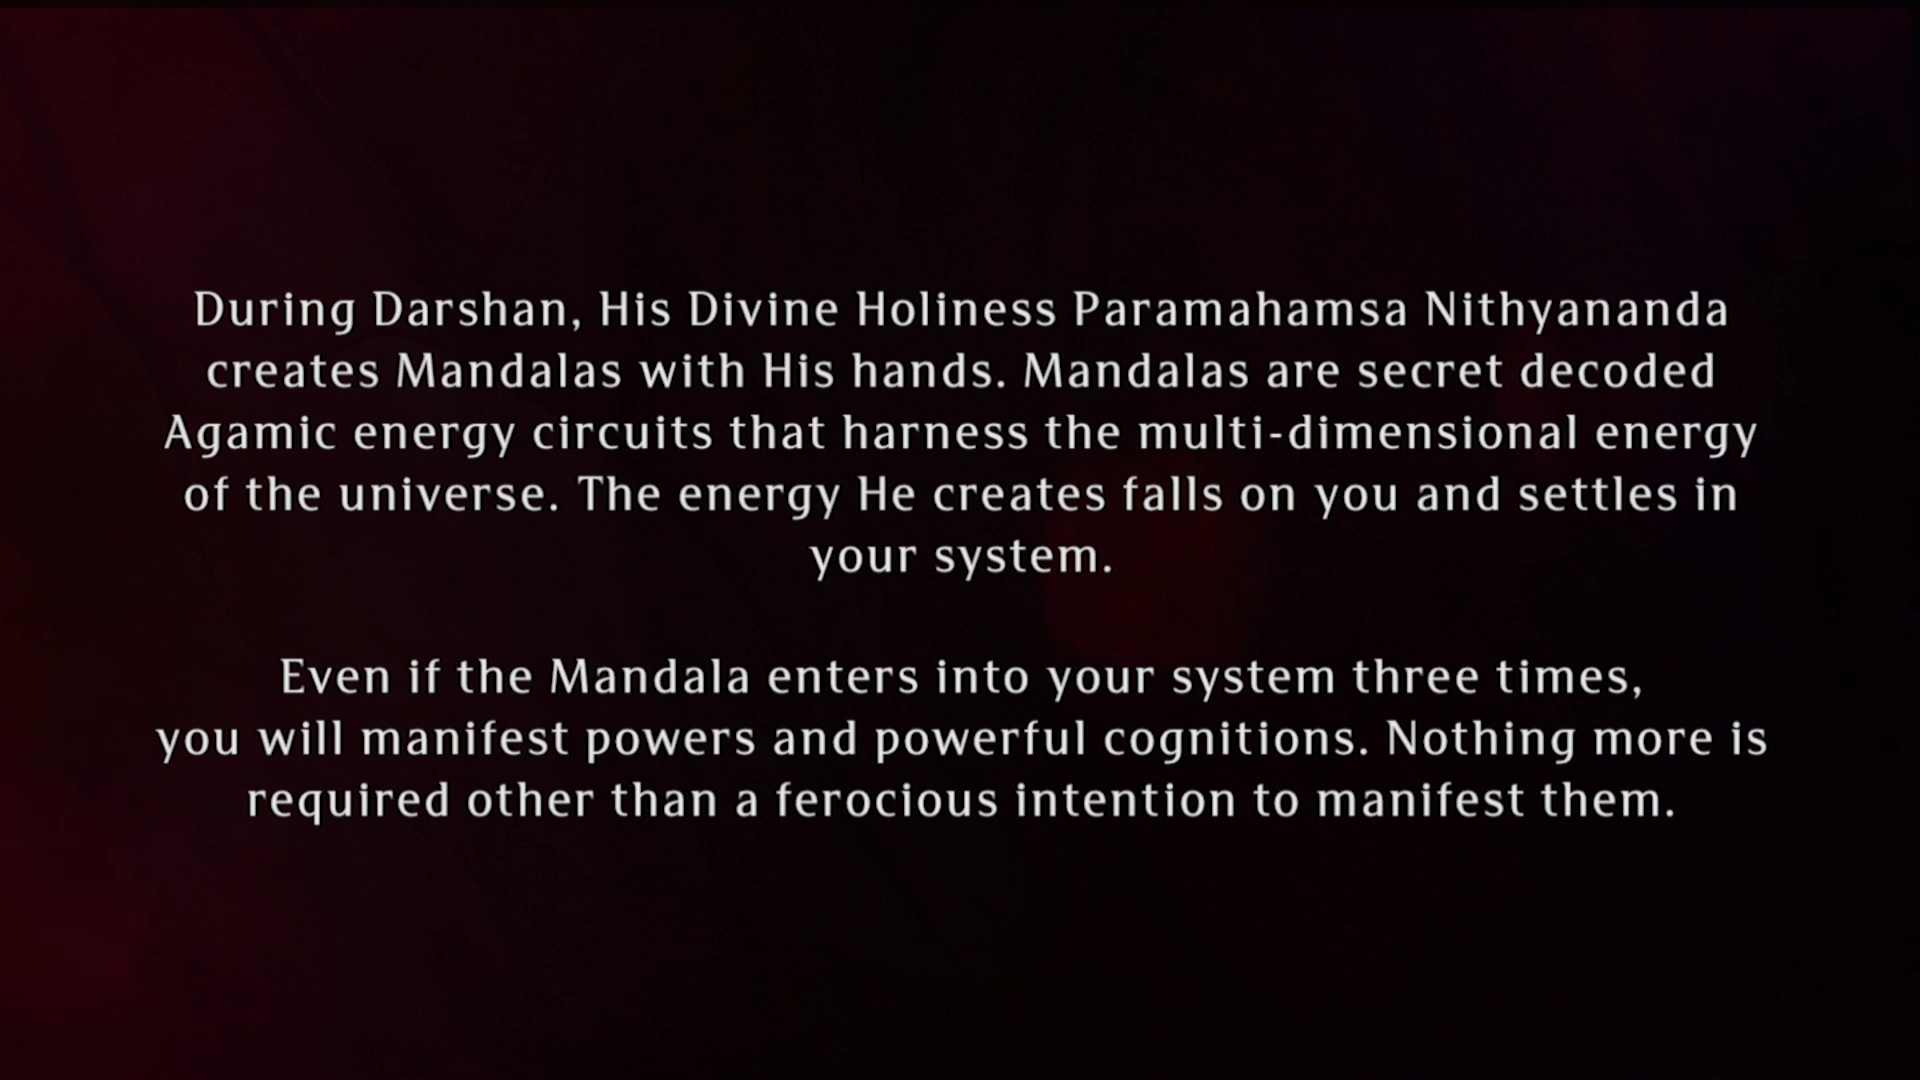 During Darshan, His Divine Holiness Paramahamsa Nithyananda
creates Mandalas with His hands. Mandalas are secret decoded
Agamic energy circuits that harness the multi-dimensional energy
of the universe. The energy He creates falls on you and settles in
your system.
Even if the Mandala enters into your system three times,
you will manifest powers and powerful cognitions. Nothing more is
required other than a ferocious intention to manifest them.